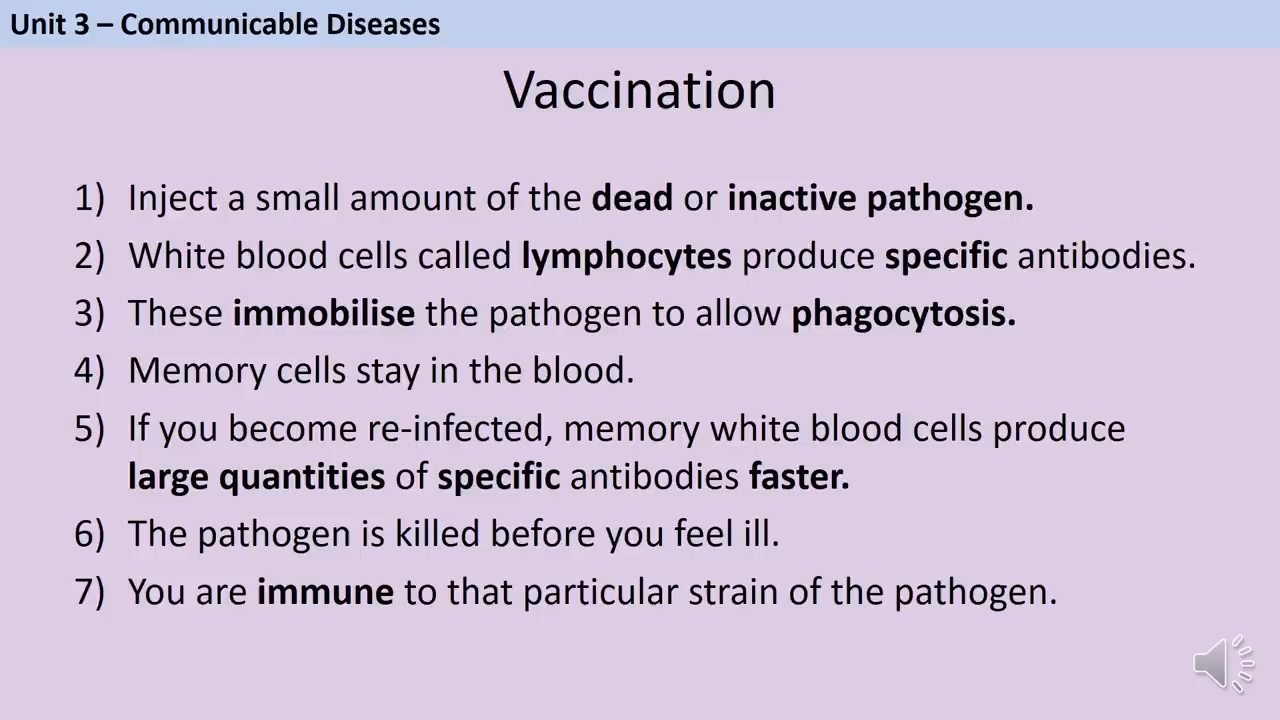 Unit 3 – Communicable Diseases
Vaccination
1) Inject a small amount of the dead or inactive pathogen.
2) White blood cells called lymphocytes produce specific antibodies.
3) These immobilise the pathogen to allow phagocytosis.
4) Memory cells stay in the blood.
5) If you become re-infected, memory white blood cells produce
large quantities of specific antibodies faster.
6) The pathogen is killed before you feel ill.
7) You are immune to that particular strain of the pathogen.